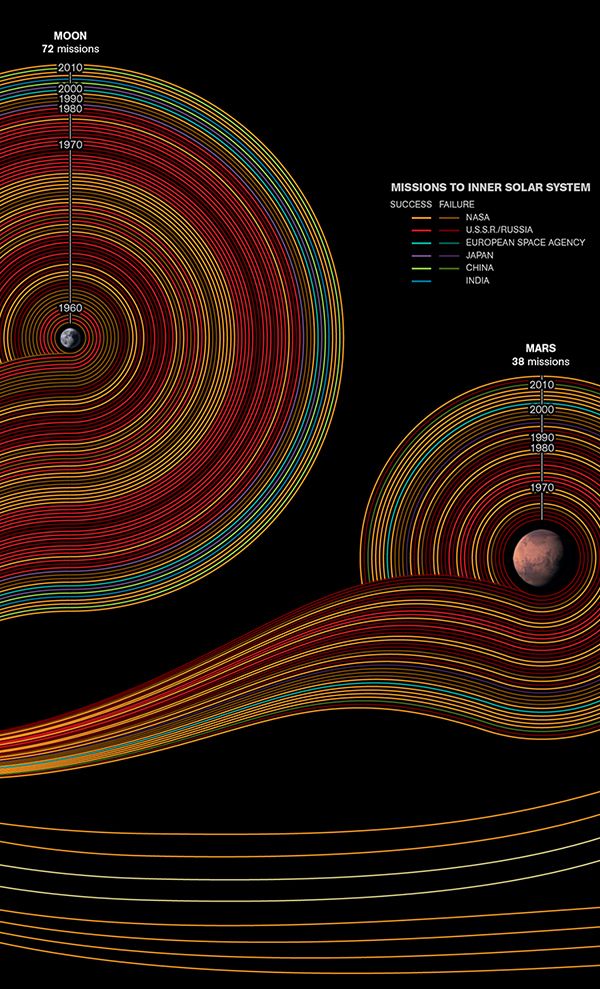 MOON
72 missions
2010
2000
1990
1980
1970
1960
MISSIONS TO INNER SOLAR SYSTEM
SUCCESS FAILURE
NASA
U.S.S.R./RUSSIA
EUROPEAN SPACE AGENCY
JAPAN
CHINA
INDIA
MARS
38 missions
2010
2000
1990
1980
1970